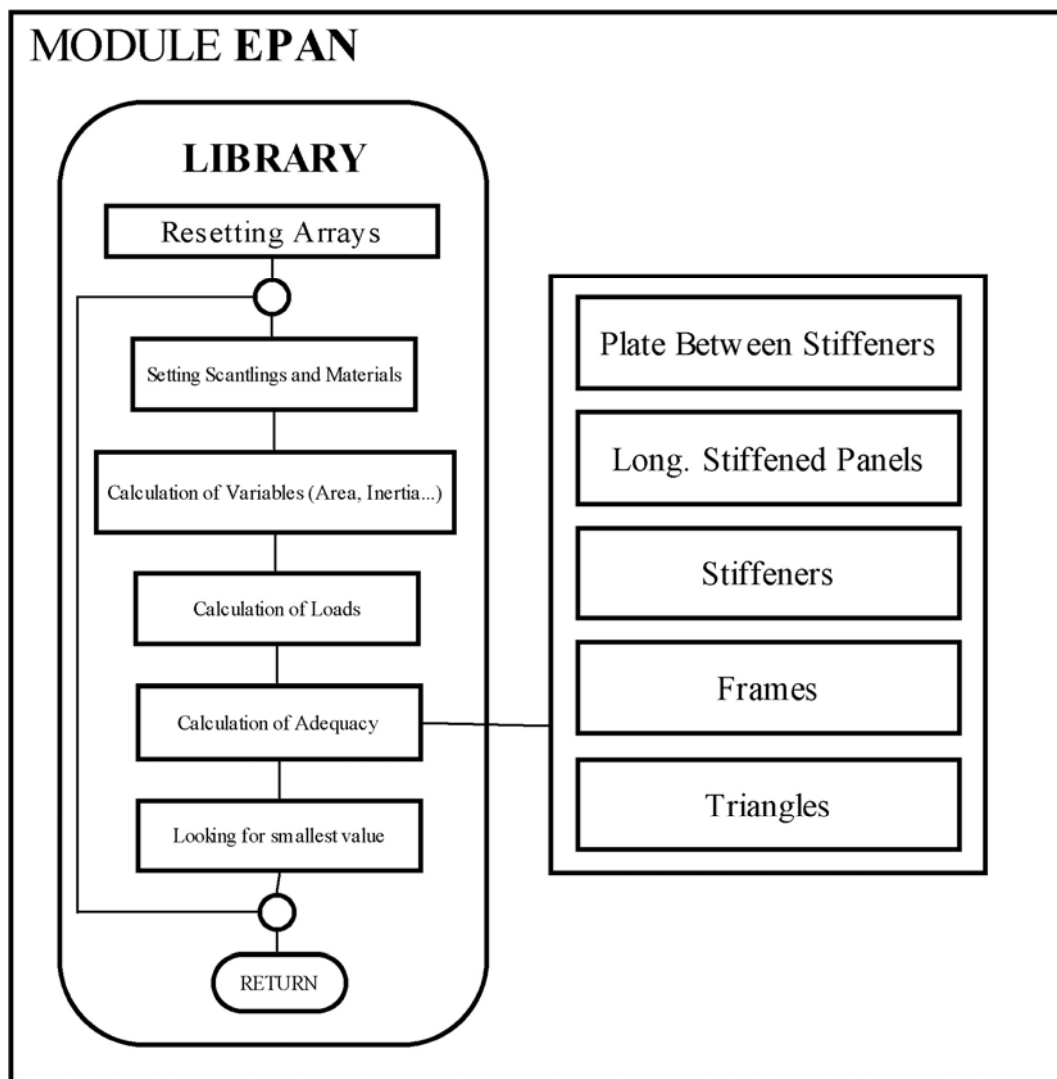 MODULE EPAN
LIBRARY
Resetting Arrays
Setting Scantlings and Materials
Calculation of Variables (Area, Inertia...)
Calculation of Loads
Calculation of Adequacy
Looking for smallest value
RETURN
Plate Between Stiffeners
Long. Stiffened Panels
Stiffeners
Frames
Triangles